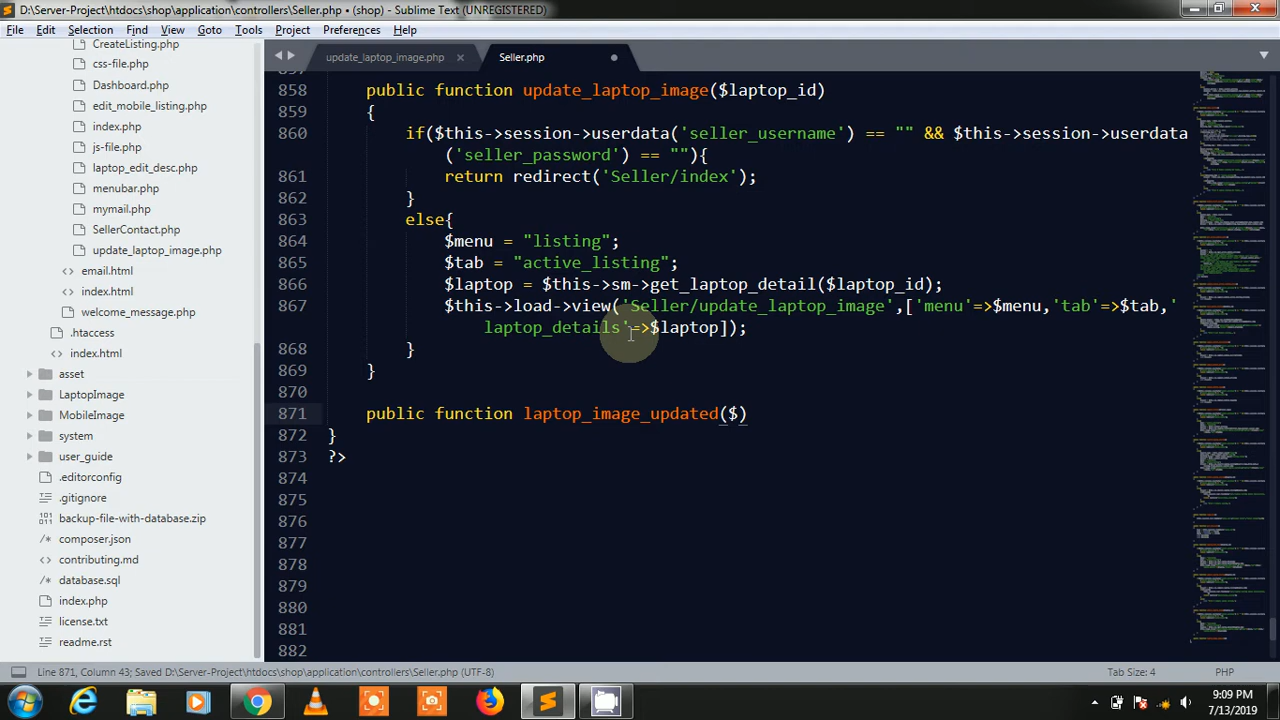 D:\Server-Project\htdocs\shop\application\controllers\Seller.php • (shop) - Sublime Text (UNREGISTERED)
File Edit Selection Find View Goto Tools Project Preferences Help
CreateListing.php
css-file.php
Dashboard.php
edit_mobile_listing.php
index.php
js-file.php
laptop_edit_desc.php
menubar.php
mymail.php
SellerContact.php
update_laptop_image.php
email.html
index.html
welcome_message.php
.htaccess
index.html
asset
LaptopImage
MobileImage
system
user_guide
.editorconfig
.gitignore
backup-file-with-database.zip
composer.json
contributing.md
database.sql
index.php
license.txt
readme.rst
update_laptop_image.php Seller.php
857
858 public function update_laptop_image($laptop_id)
859 {
860 if($this->session->userdata('seller_username') == "" && $this->session->userdata
('seller_password') == ""){
861 return redirect('Seller/index');
862 }
863 else{
864 $menu = "listing";
865 $tab = "active_listing";
866 $laptop = $this->sm->get_laptop_detail($laptop_id);
867 $this->load->view('Seller/update_laptop_image',['menu'=>$menu,'tab'=>$tab,'
laptop_details'=>$laptop]);
868 }
869 }
870
871 public function laptop_image_updated($)
872 }
873 ?>
874
875
876
877
878
879
880
881
882
Line 871, Column 43; Saved D:\Server-Project\htdocs\shop\application\controllers\Seller.php (UTF-8) Tab Size: 4 PHP
9:09 PM
7/13/2019